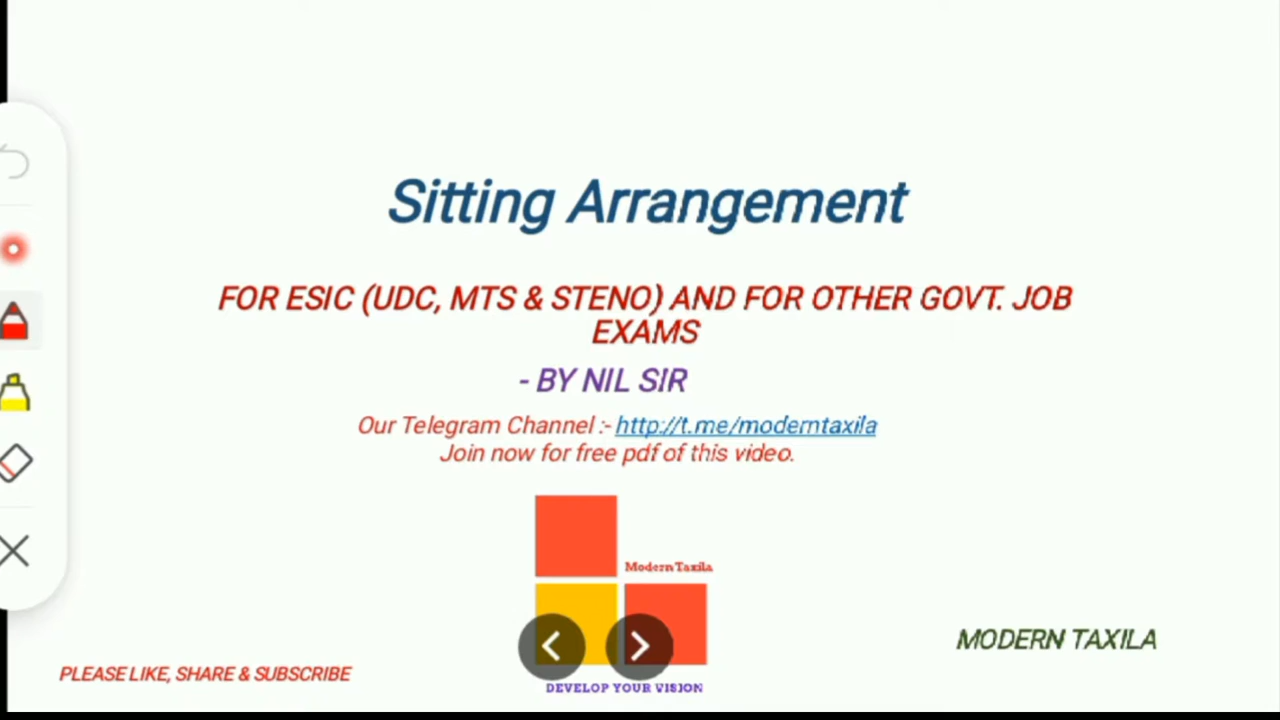 Sitting Arrangement
FOR ESIC (UDC, MTS & STENO) AND FOR OTHER GOVT. JOB
EXAMS
- BY NIL SIR
Our Telegram Channel :- http://t.me/moderntaxila
Join now for free pdf of this video.
Modern Taxila
MODERN TAXILA
PLEASE LIKE, SHARE & SUBSCRIBE
DEVELOP YOUR VISION